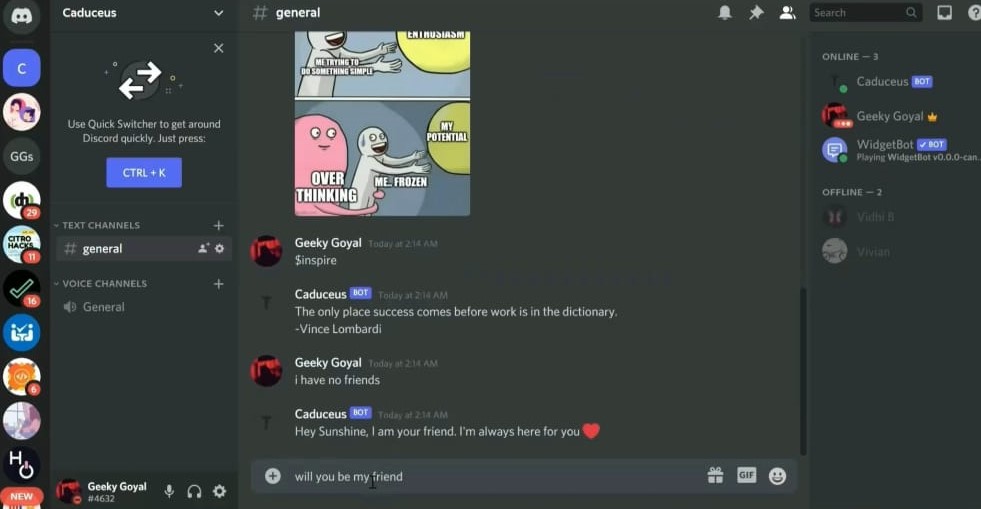 Caduceus
# general
Search
Use Quick Switcher to get around
Discord quickly. Just press:
CTRL + K
TEXT CHANNELS
# general
VOICE CHANNELS
General
Geeky Goyal
#4632
C
GGs
29
CITRO
HACKS
11
16
6
NEW
ENTHUSIASM
ME TRYING TO
DO SOMETHING SIMPLE
MY
POTENTIAL
OVER
THINKING
ME.. FROZEN
Geeky Goyal Today at 2:14 AM
$inspire
Caduceus BOT Today at 2:14 AM
The only place success comes before work is in the dictionary.
-Vince Lombardi
Geeky Goyal Today at 2:14 AM
i have no friends
Caduceus BOT Today at 2:14 AM
Hey Sunshine, I am your friend. I'm always here for you ❤
will you be my friend
GIF
ONLINE — 3
Caduceus BOT
Geeky Goyal
WidgetBot ✓ BOT
Playing WidgetBot v0.0.0-can...
OFFLINE — 2
Vidhi B
Vivian